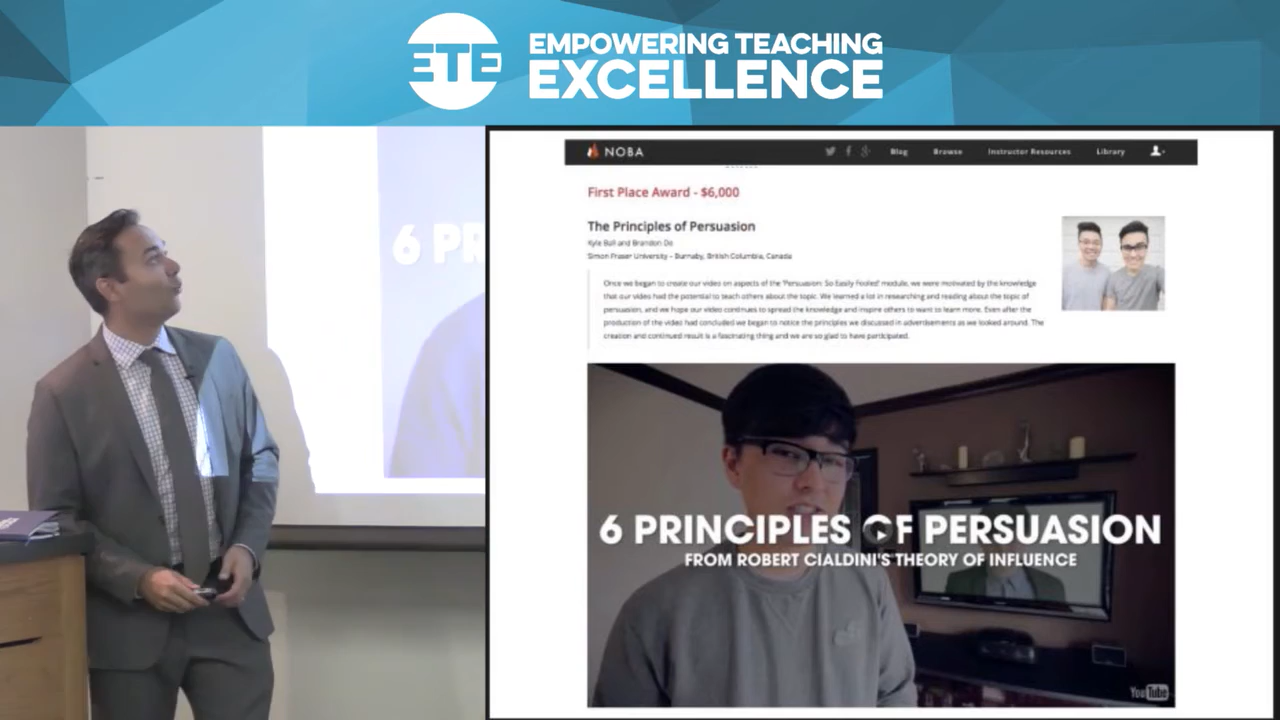 ETE
EMPOWERING TEACHING
EXCELLENCE
NOBA
Blog Browse Instructor Resources Library
First Place Award - $6,000
The Principles of Persuasion
Kyle Ball and Brandon Do
Simon Fraser University - Burnaby, British Columbia, Canada
Once we began to create our video on aspects of the 'Persuasion: So Easily Fooled' module, we were motivated by the knowledge
that our video had the potential to teach others about the topic. We learned a lot in researching and reading about the topic of
persuasion, and we hope our video continues to spread the knowledge and inspire others to want to learn more. Even after the
production of the video had concluded we began to notice the principles we discussed in advertisements as we looked around. The
creation and continued result is a fascinating thing and we are so glad to have participated.
6 PR
6 PRINCIPLES OF PERSUASION
FROM ROBERT CIALDINI'S THEORY OF INFLUENCE
YouTube